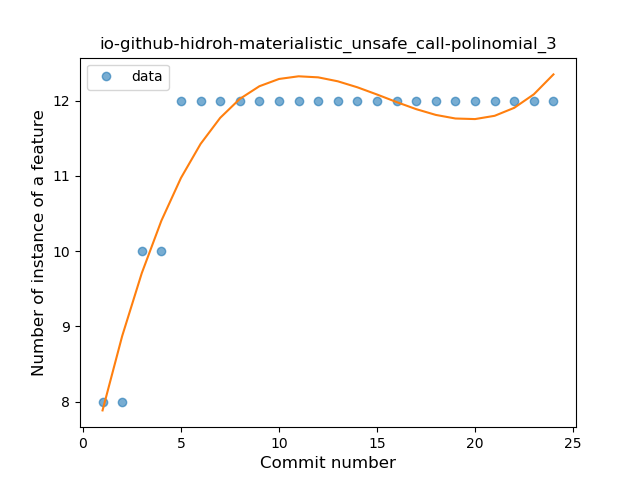 io-github-hidroh-materialistic_unsafe_call-polinomial_3
data
Number of instance of a feature
12
11
10
9
8
0
5
10
15
20
25
Commit number